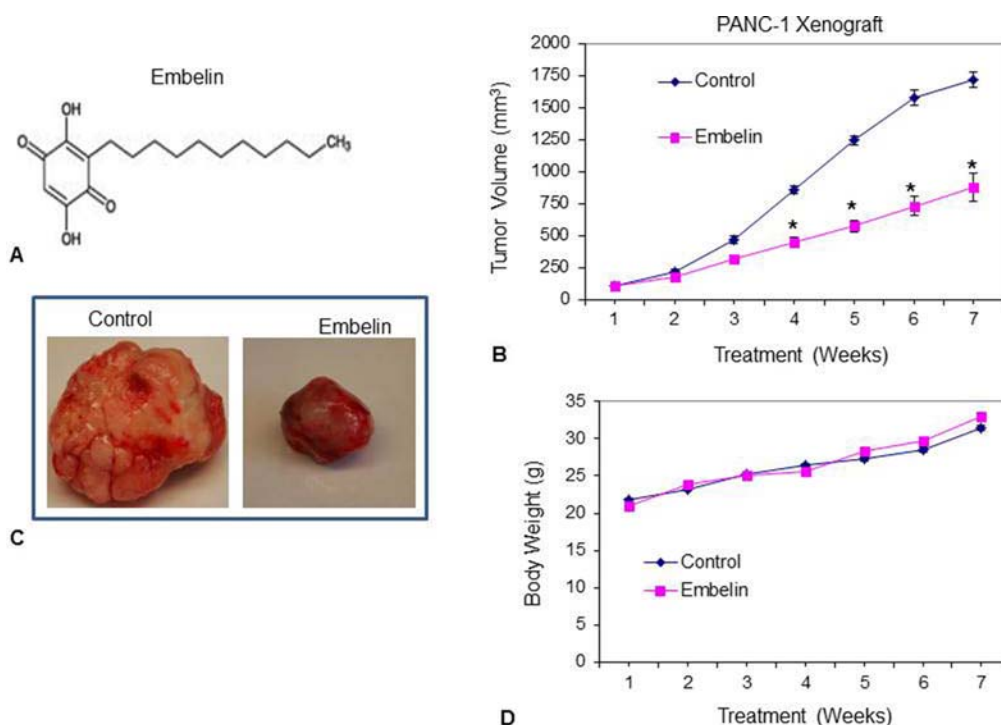 Embelin
OH
O
CH₃
O
OH
A
PANC-1 Xenograft
Tumor Volume (mm³)
2000
1750
1500
1250
1000
750
500
250
0
Control
Embelin
*
*
*
*
1 2 3 4 5 6 7
Treatment (Weeks)
B
Control Embelin
C
Body Weight (g)
35
30
25
20
15
10
5
0
Control
Embelin
1 2 3 4 5 6 7
Treatment (Weeks)
D